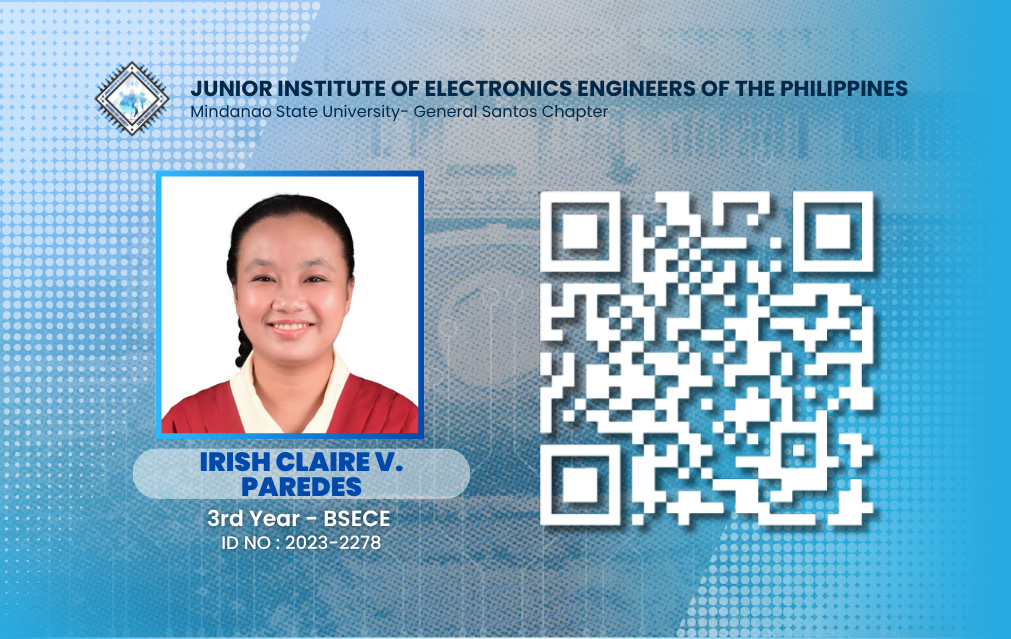 JUNIOR INSTITUTE OF ELECTRONICS ENGINEERS OF THE PHILIPPINES
Mindanao State University- General Santos Chapter
IRISH CLAIRE V.
PAREDES
3rd Year - BSECE
ID NO : 2023-2278